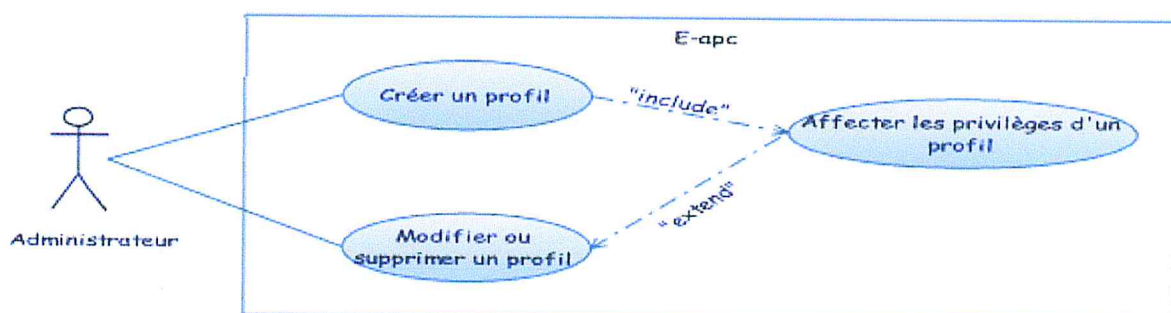 E-apc
Créer un profil
"include"
Affecter les privilèges d'un
profil
"extend"
Modifier ou
supprimer un profil
Administrateur